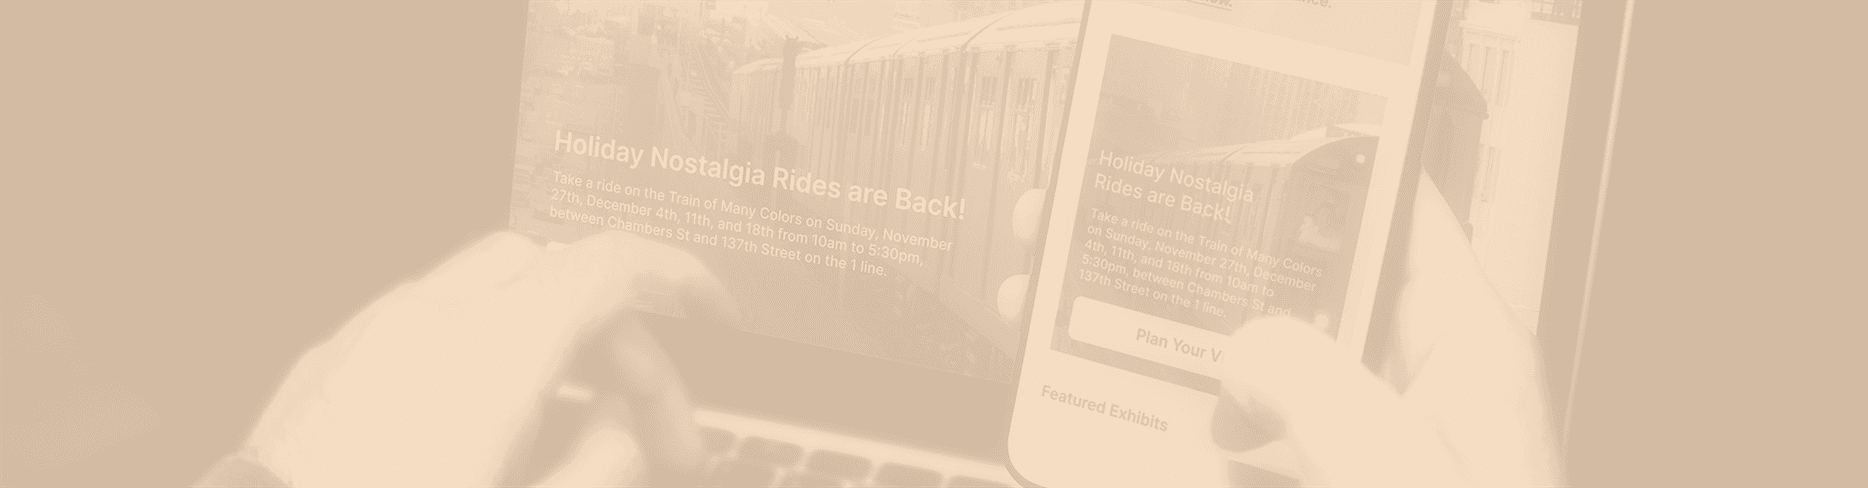 Holiday Nostalgia Rides are Back!
Take a ride on the Train of Many Colors on Sunday, November
27th, December 4th, 11th, and 18th from 10am to 5:30pm,
between Chambers St and 137th Street on the 1 line.
Holiday Nostalgia
Rides are Back!
Take a ride on the Train of Many Colors
on Sunday, November 27th, December
4th, 11th, and 18th from 10am to
5:30pm, between Chambers St and
137th Street on the 1 line.
Plan Your V
Featured Exhibits